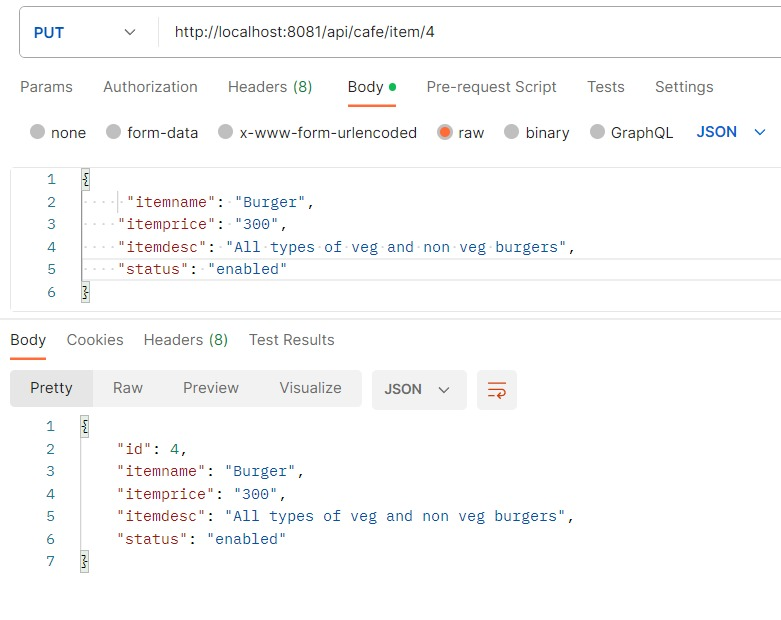 PUT http://localhost:8081/api/cafe/item/4
Params Authorization Headers (8) Body Pre-request Script Tests Settings
none form-data x-www-form-urlencoded raw binary GraphQL JSON
1 {
2 "itemname": "Burger",
3 "itemprice": "300",
4 "itemdesc": "All types of veg and non veg burgers",
5 "status": "enabled"
6 }
Body Cookies Headers (8) Test Results
Pretty Raw Preview Visualize JSON
1 {
2 "id": 4,
3 "itemname": "Burger",
4 "itemprice": "300",
5 "itemdesc": "All types of veg and non veg burgers",
6 "status": "enabled"
7 }